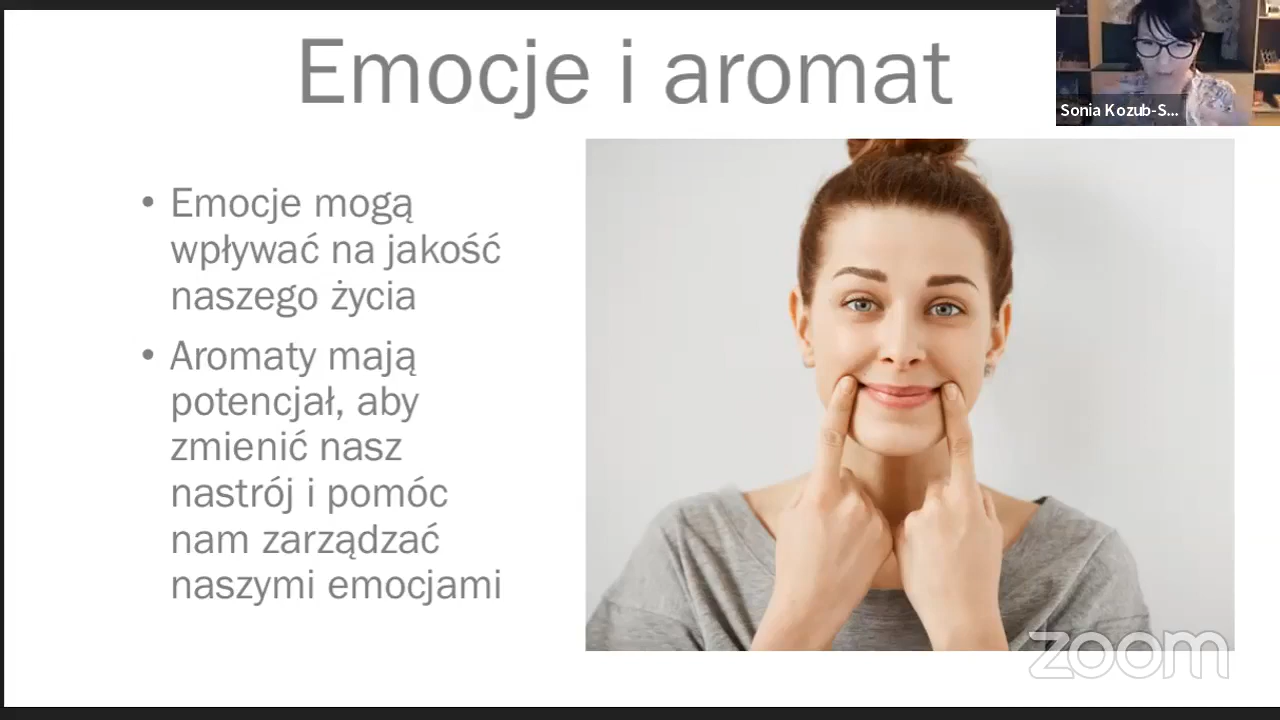 Emocje i aromat
Sonia Kozub-S...
• Emocje mogą
wpływać na jakość
naszego życia
• Aromaty mają
potencjał, aby
zmienić nasz
nastrój i pomóc
nam zarządzać
naszymi emocjami
zoom